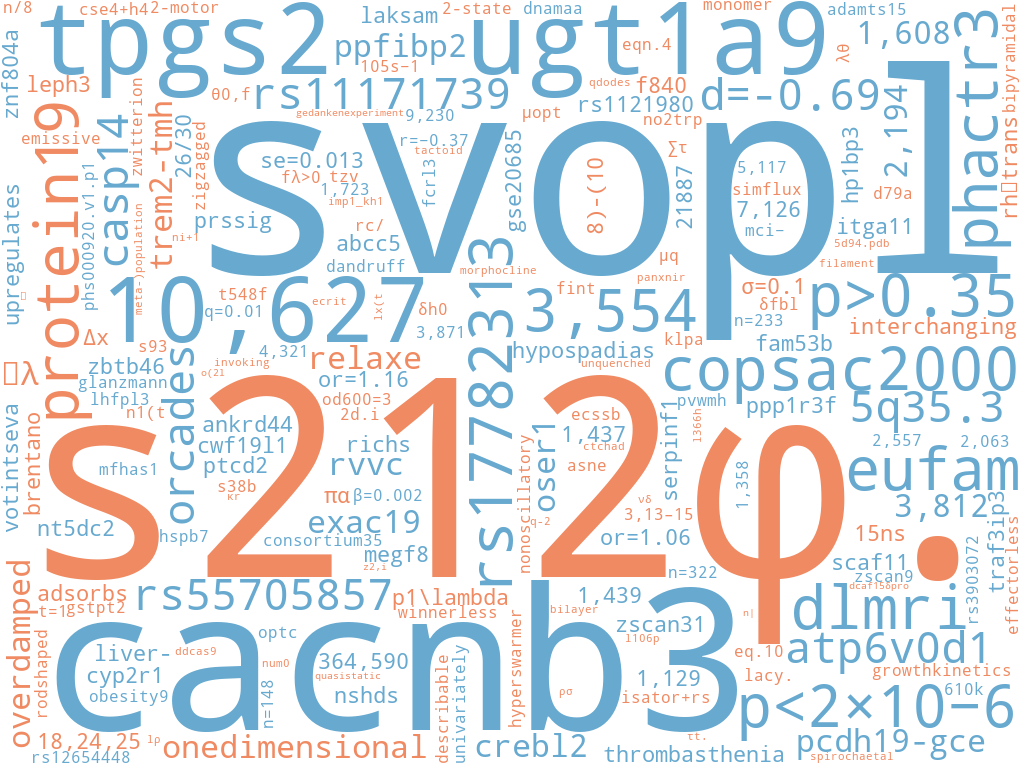 n/8
cse4+h4
2-motor
tpgs2
laksam
2-state
dnamaa
monomer
adamts15
ppfibp2
ugt1a9
eqn.4
1,608
λθ
phactr3
bipyramidal
znf804a
leph3
105s−1
θ0,f
rs11171739
qdodes
f840
d=-0.69
rs1121980
gedankenexperiment
9,230
μopt
no2trp
2,194
emissive
protein19
casp14
zwitterion
trem2-tmh
26/30
zigzagged
r=−0.37
tactoid
svopl
se=0.013
fλ>0
tzv
1,723
imp1_kh1
fcrl3
gse20685
8)-(10
∑τ
21887
5,117
simflux
7,126
mci−
hp1bp3
d79a
itga11
5d94.pdb
filament
upregulates
phs000920.v1.p1
meta-)population
prssig
ni+1
rc/
abcc5
dandruff
morphocline
μq
panxnir
10,627
t548f
q=0.01
ecrit
lx(t
δh0
3,871
rs17782313
fint
3,554
σ=0.1
δfbl
n=233
p>0.35
interchanging
Δx
s93
4,321
invoking
o(2l
relaxe
or=1.16
hypospadias
unquenched
klpa
fam53b
zbtb46
glanzmann
lhfpl3
n1(t
orcades
od600=3
2d.i
copsac2000
pvwmh
ppp1r3f
5q35.3
votintseva
brentano
mfhas1
ankrd44
cwf19l1
ptcd2
s38b
κr
richs
rvvc
πα
β=0.002
nonoscillatory
oser1
ecssb
1,437
ctchad
asne
serpinf1
1366h
1,358
2,557
2,063
eufam
3,812
s212φ.
νδ
3,13–15
q-2
nt5dc2
hspb7
exac19
consortium35
megf8
z2,i
or=1.06
n=322
15ns
scaf11
zscan9
dcaf15δpro
rs3903072
traf3ip3
effectorless
overdamped
adsorbs
t=1
gstpt2
rs55705857
p1\lambda
winnerless
bilayer
1,439
zscan31
1106p
n|
dlmri
rodshaped
cacnb3
liver-
ddcas9
cyp2r1
obesity9
optc
num0
n=148
364,590
quasistatic
nshds
describable
univariately
hyperswarmer
ρσ
1,129
isator+rs
eq.10
lacy.
atp6v0d1
growthkinetics
610k
p<2×10−6
18,24,25
lρ
rs12654448
onedimensional
crebl2
ττ.
thrombasthenia
pcdh19-gce
spirochaetal